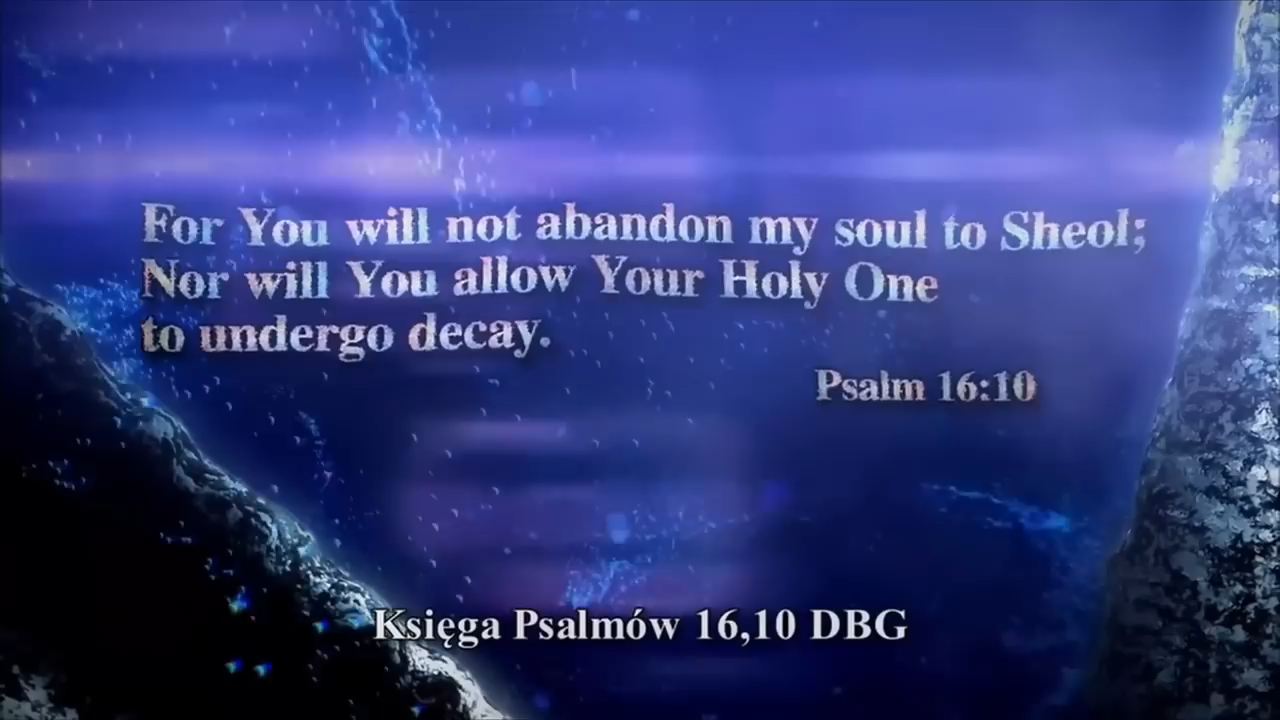 For You will not abandon my soul to Sheol;
Nor will You allow Your Holy One
to undergo decay.
Psalm 16:10
Księga Psalmów 16,10 DBG